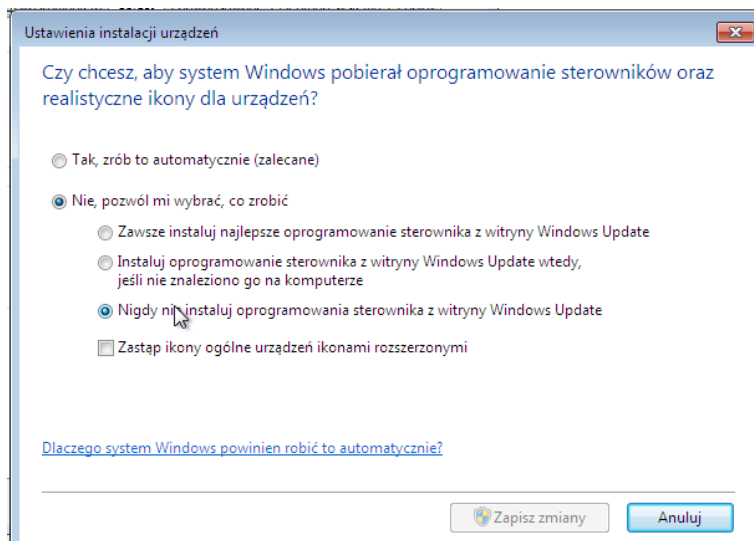 Ustawienia instalacji urządzeń
Czy chcesz, aby system Windows pobierał oprogramowanie sterowników oraz
realistyczne ikony dla urządzeń?
Tak, zrób to automatycznie (zalecane)
Nie, pozwól mi wybrać, co zrobić
Zawsze instaluj najlepsze oprogramowanie sterownika z witryny Windows Update
Instaluj oprogramowanie sterownika z witryny Windows Update wtedy,
jeśli nie znaleziono go na komputerze
Nigdy nie instaluj oprogramowania sterownika z witryny Windows Update
Zastąp ikony ogólne urządzeń ikonami rozszerzonymi
Dlaczego system Windows powinien robić to automatycznie?
Zapisz zmiany
Anuluj